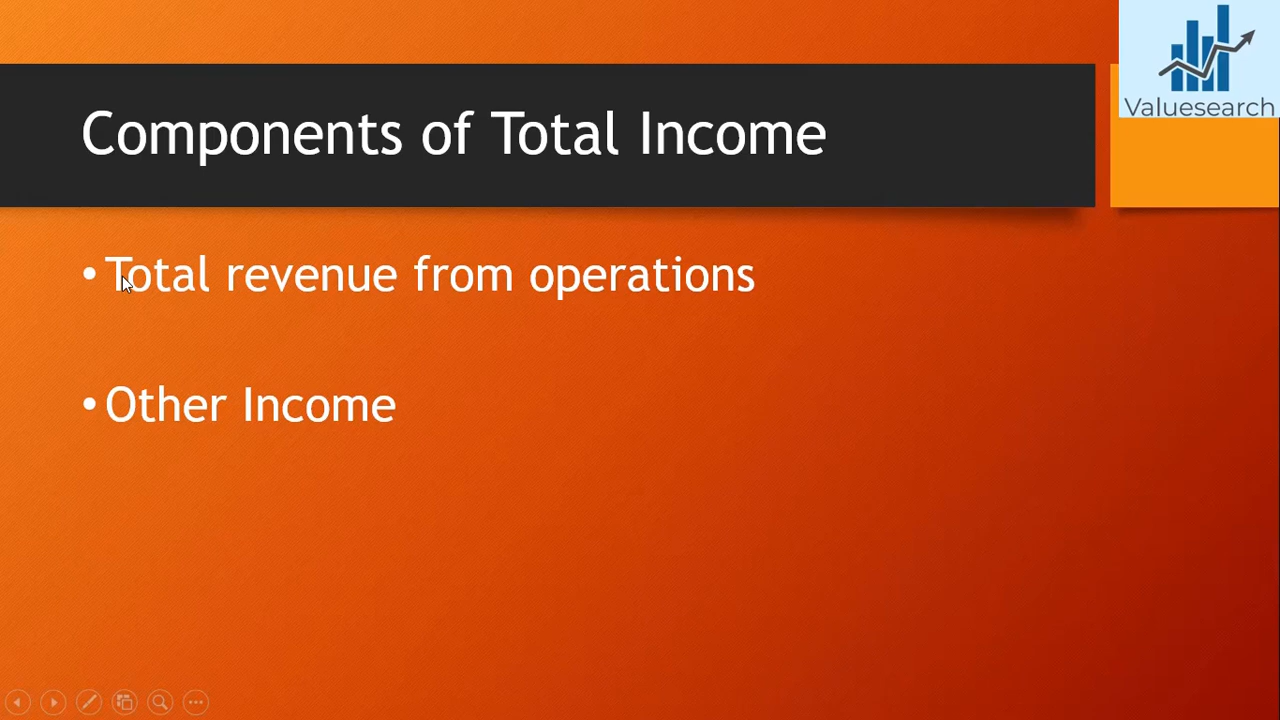 Valuesearch
Components of Total Income
• Total revenue from operations
• Other Income